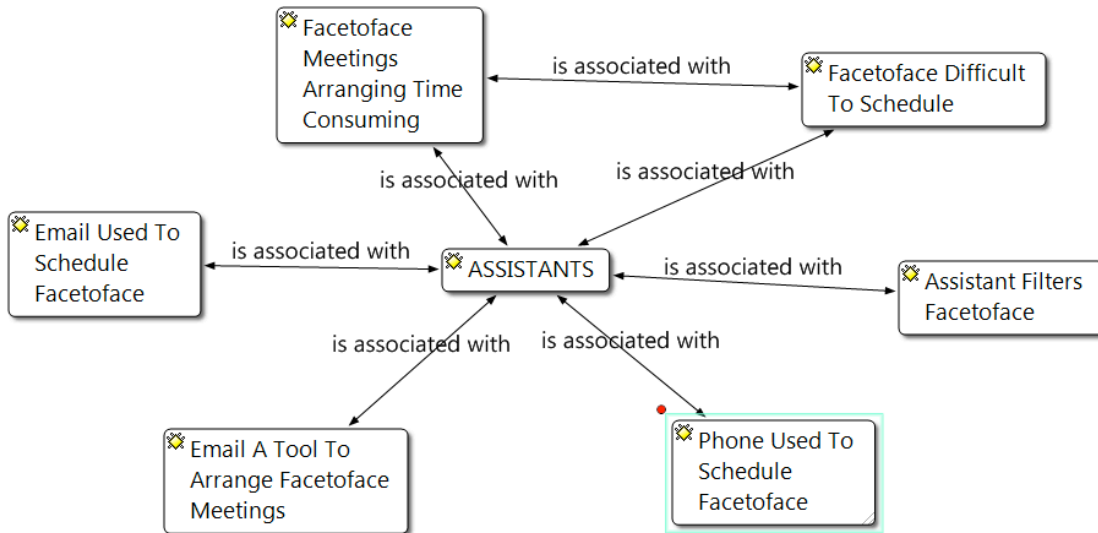 Facetoface
Meetings
Arranging Time
Consuming
is associated with
Facetoface Difficult
To Schedule
is associated with
is associated with
Email Used To
Schedule
Facetoface
is associated with
ASSISTANTS
is associated with
Assistant Filters
Facetoface
is associated with
is associated with
Email A Tool To
Arrange Facetoface
Meetings
Phone Used To
Schedule
Facetoface